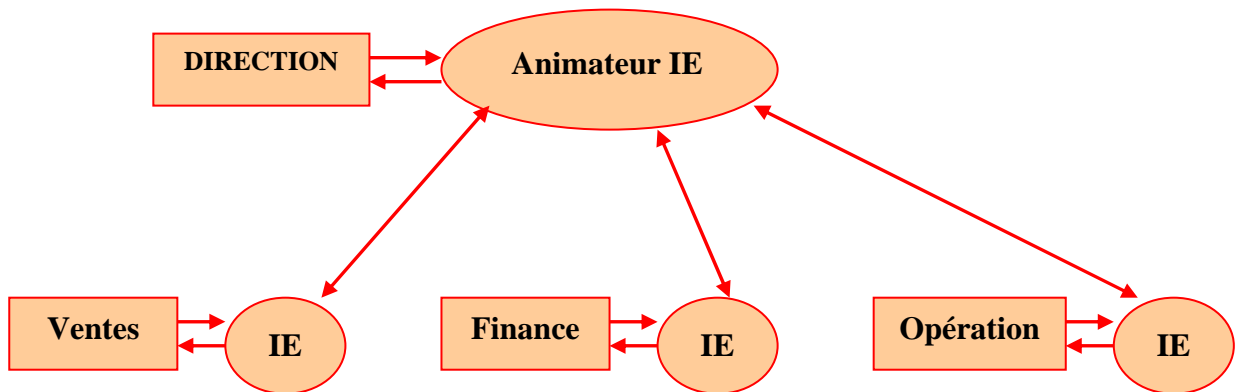 DIRECTION
Animateur IE
Ventes
IE
Finance
IE
Opération
IE